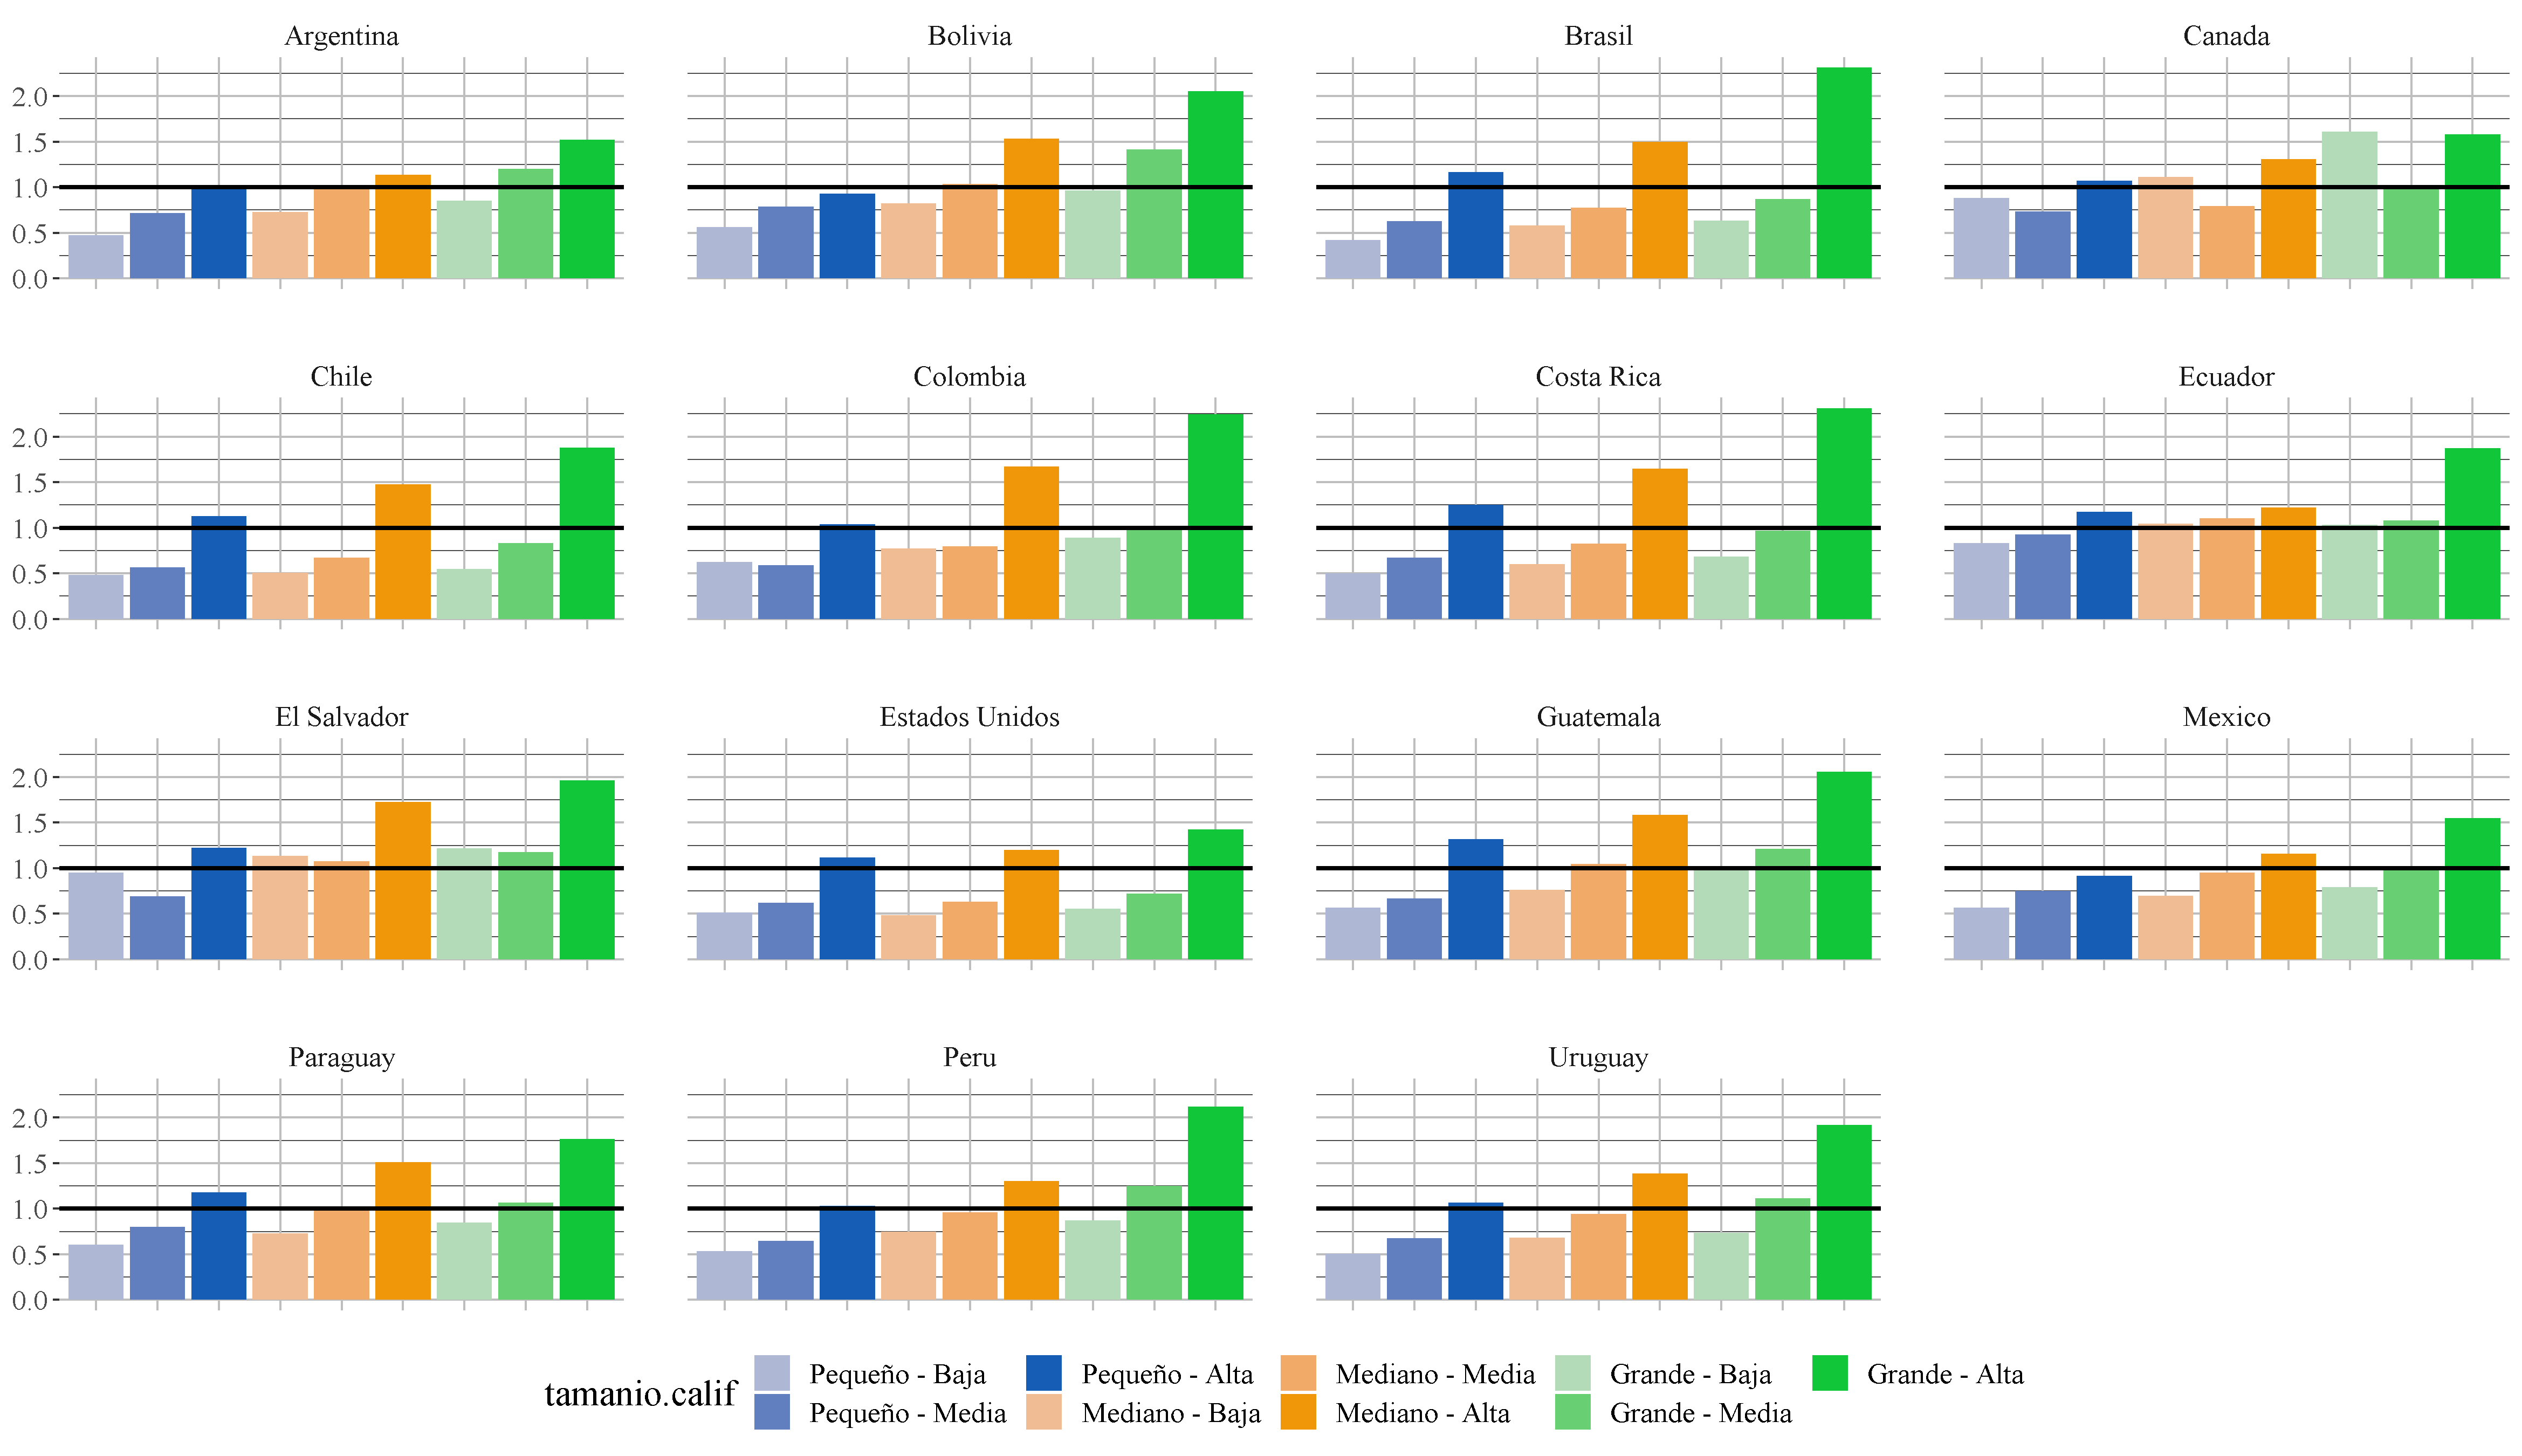 Argentina Bolivia Brasil Canada
2.0
1.5
1.0
0.5
0.0
Chile Colombia Costa Rica Ecuador
2.0
1.5
1.0
0.5
0.0
El Salvador Estados Unidos Guatemala Mexico
2.0
1.5
1.0
0.5
0.0
Paraguay Peru Uruguay
2.0
1.5
1.0
0.5
0.0
tamanio.calif
Pequeño - Baja Pequeño - Alta Mediano - Media Grande - Baja Grande - Alta
Pequeño - Media Mediano - Baja Mediano - Alta Grande - Media